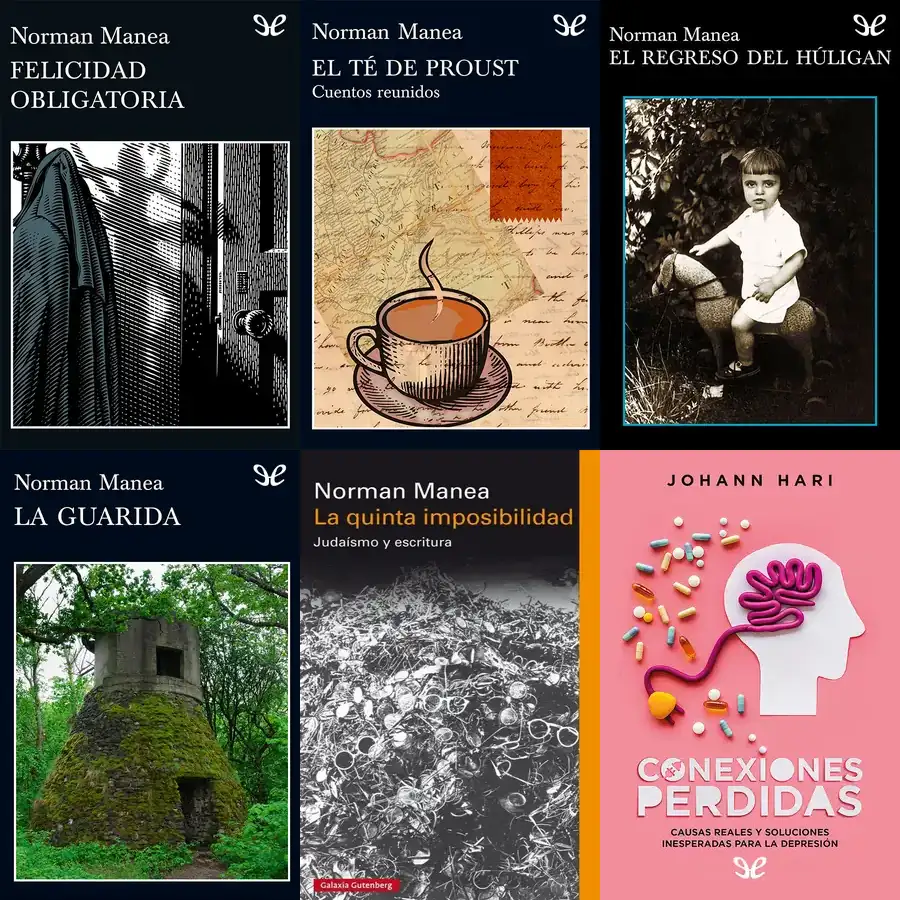 Norman Manea
FELICIDAD
OBLIGATORIA
Norman Manea
EL TÉ DE PROUST
Cuentos reunidos
Norman Manea
EL REGRESO DEL HÚLIGAN
Norman Manea
LA GUARIDA
Norman Manea
La quinta imposibilidad
Judaísmo y escritura
Galaxia Gutenberg
JOHANN HARI
CONEXIONES
PERDIDAS
CAUSAS REALES Y SOLUCIONES
INESPERADAS PARA LA DEPRESIÓN